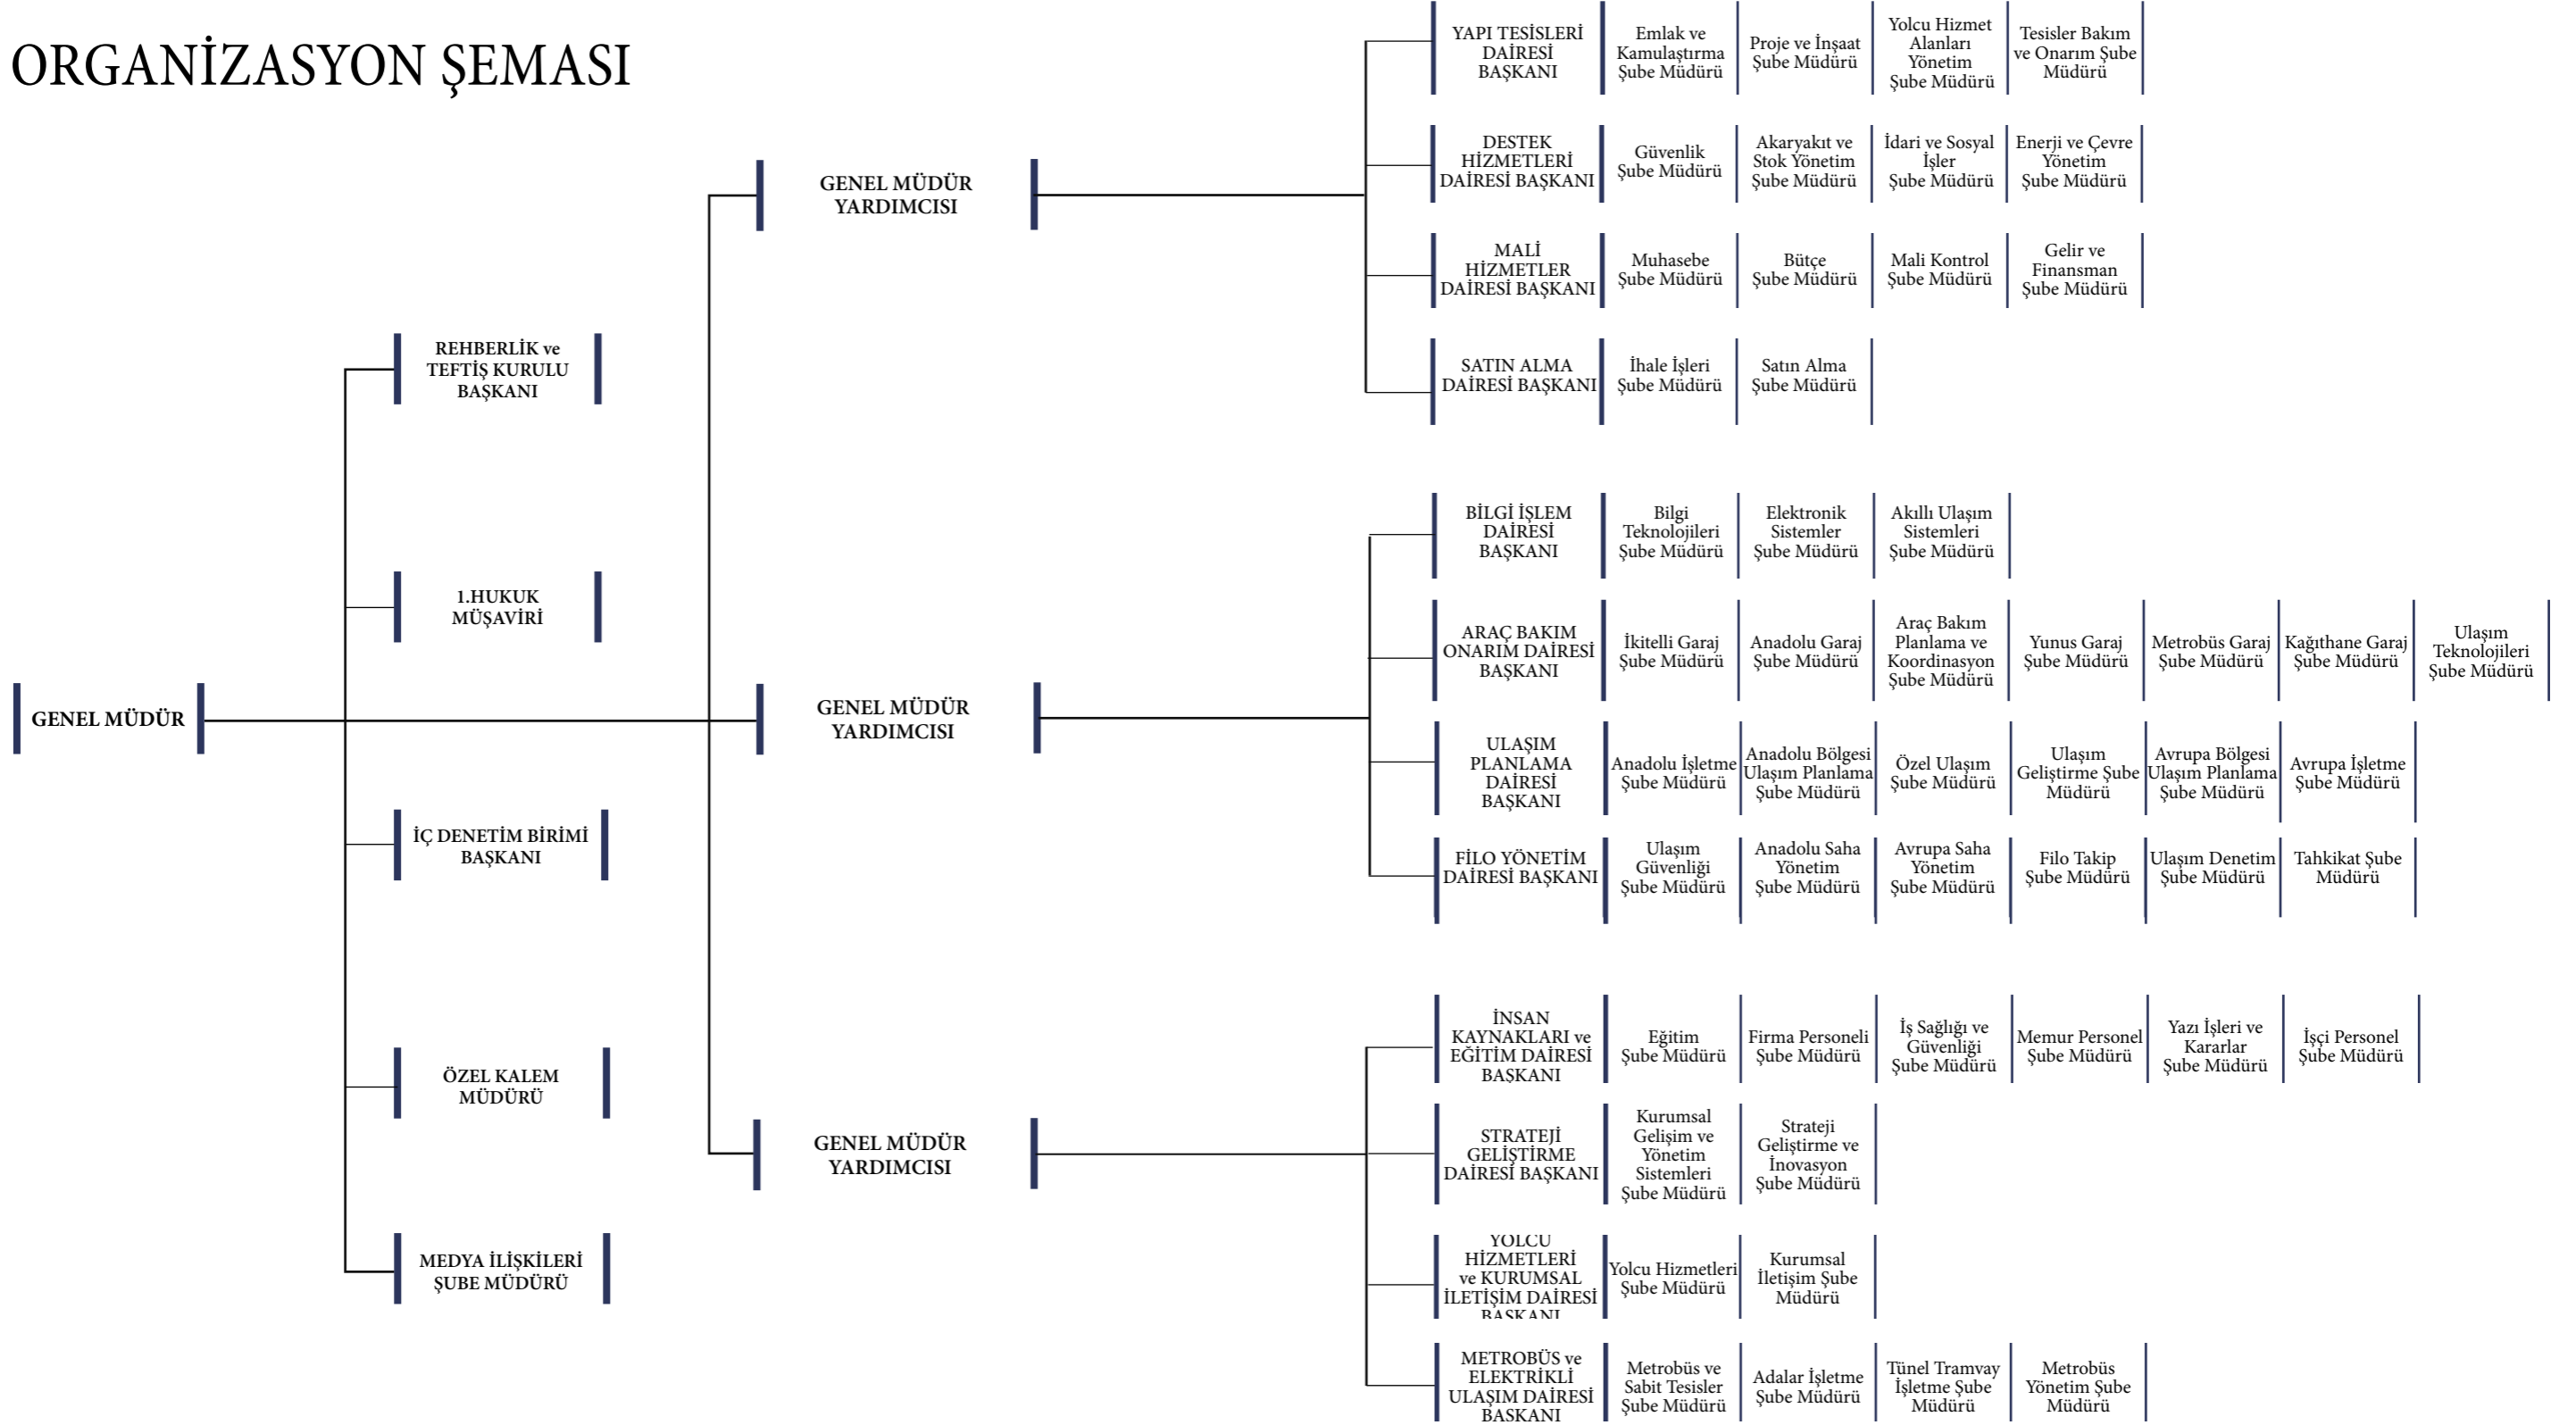 ORGANİZASYON ŞEMASI
GENEL MÜDÜR
REHBERLİK ve
TEFTİŞ KURULU
BAŞKANI
1.HUKUK
MÜŞAVİRİ
İÇ DENETİM BİRİMİ
BAŞKANI
ÖZEL KALEM
MÜDÜRÜ
MEDYA İLİŞKİLERİ
ŞUBE MÜDÜRÜ
GENEL MÜDÜR
YARDIMCISI
YAPI TESİSLERİ
DAİRESİ
BAŞKANI
Emlak ve
Kamulaştırma
Şube Müdürü
Proje ve İnşaat
Şube Müdürü
Yolcu Hizmet
Alanları
Yönetim
Şube Müdürü
Tesisler Bakım
ve Onarım Şube
Müdürü
DESTEK
HİZMETLERİ
DAİRESİ BAŞKANI
Güvenlik
Şube Müdürü
Akaryakıt ve
Stok Yönetim
Şube Müdürü
İdari ve Sosyal
İşler
Şube Müdürü
Enerji ve Çevre
Yönetim
Şube Müdürü
MALİ
HİZMETLER
DAİRESİ BAŞKANI
Muhasebe
Şube Müdürü
Bütçe
Şube Müdürü
Mali Kontrol
Şube Müdürü
Gelir ve
Finansman
Şube Müdürü
SATIN ALMA
DAİRESİ BAŞKANI
İhale İşleri
Şube Müdürü
Satın Alma
Şube Müdürü
GENEL MÜDÜR
YARDIMCISI
BİLGİ İŞLEM
DAİRESİ
BAŞKANI
Bilgi
Teknolojileri
Şube Müdürü
Elektronik
Sistemler
Şube Müdürü
Akıllı Ulaşım
Sistemleri
Şube Müdürü
ARAÇ BAKIM
ONARIM DAİRESİ
BAŞKANI
İkitelli Garaj
Şube Müdürü
Anadolu Garaj
Şube Müdürü
Araç Bakım
Planlama ve
Koordinasyon
Şube Müdürü
Yunus Garaj
Şube Müdürü
Metrobüs Garaj
Şube Müdürü
Kağıthane Garaj
Şube Müdürü
Ulaşım
Teknolojileri
Şube Müdürü
ULAŞIM
PLANLAMA
DAİRESİ
BAŞKANI
Anadolu İşletme
Şube Müdürü
Anadolu Bölgesi
Ulaşım Planlama
Şube Müdürü
Özel Ulaşım
Şube Müdürü
Ulaşım
Geliştirme Şube
Müdürü
Avrupa Bölgesi
Ulaşım Planlama
Şube Müdürü
Avrupa İşletme
Şube Müdürü
FİLO YÖNETİM
DAİRESİ BAŞKANI
Ulaşım
Güvenliği
Şube Müdürü
Anadolu Saha
Yönetim
Şube Müdürü
Avrupa Saha
Yönetim
Şube Müdürü
Filo Takip
Şube Müdürü
Ulaşım Denetim
Şube Müdürü
Tahkikat Şube
Müdürü
GENEL MÜDÜR
YARDIMCISI
İNSAN
KAYNAKLARI ve
EĞİTİM DAİRESİ
BAŞKANI
Eğitim
Şube Müdürü
Firma Personeli
Şube Müdürü
İş Sağlığı ve
Güvenliği
Şube Müdürü
Memur Personel
Şube Müdürü
Yazı İşleri ve
Kararlar
Şube Müdürü
İşçi Personel
Şube Müdürü
STRATEJİ
GELİŞTİRME
DAİRESİ BAŞKANI
Kurumsal
Gelişim ve
Yönetim
Sistemleri
Şube Müdürü
Strateji
Geliştirme ve
İnovasyon
Şube Müdürü
YOLCU
HİZMETLERİ
ve KURUMSAL
İLETİŞİM DAİRESİ
BAŞKANI
Yolcu Hizmetleri
Şube Müdürü
Kurumsal
İletişim Şube
Müdürü
METROBÜS ve
ELEKTRİKLİ
ULAŞIM DAİRESİ
BAŞKANI
Metrobüs ve
Sabit Tesisler
Şube Müdürü
Adalar İşletme
Şube Müdürü
Tünel Tramvay
İşletme Şube
Müdürü
Metrobüs
Yönetim Şube
Müdürü